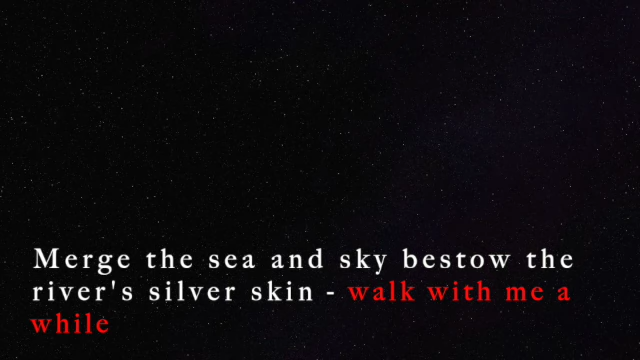 Merge the sea and sky bestow the
river's silver skin - walk with me a
while